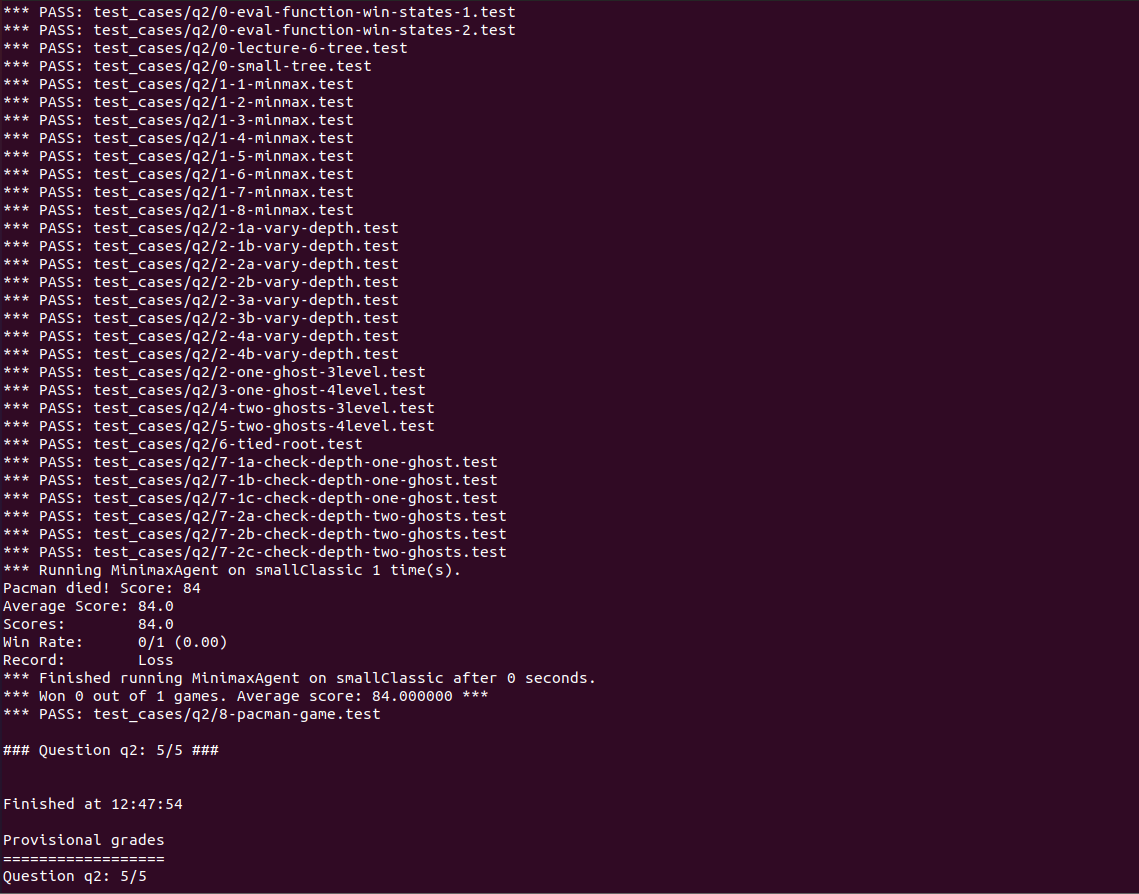 *** PASS: test_cases/q2/0-eval-function-win-states-1.test
*** PASS: test_cases/q2/0-eval-function-win-states-2.test
*** PASS: test_cases/q2/0-lecture-6-tree.test
*** PASS: test_cases/q2/0-small-tree.test
*** PASS: test_cases/q2/1-1-minmax.test
*** PASS: test_cases/q2/1-2-minmax.test
*** PASS: test_cases/q2/1-3-minmax.test
*** PASS: test_cases/q2/1-4-minmax.test
*** PASS: test_cases/q2/1-5-minmax.test
*** PASS: test_cases/q2/1-6-minmax.test
*** PASS: test_cases/q2/1-7-minmax.test
*** PASS: test_cases/q2/1-8-minmax.test
*** PASS: test_cases/q2/2-1a-vary-depth.test
*** PASS: test_cases/q2/2-1b-vary-depth.test
*** PASS: test_cases/q2/2-2a-vary-depth.test
*** PASS: test_cases/q2/2-2b-vary-depth.test
*** PASS: test_cases/q2/2-3a-vary-depth.test
*** PASS: test_cases/q2/2-3b-vary-depth.test
*** PASS: test_cases/q2/2-4a-vary-depth.test
*** PASS: test_cases/q2/2-4b-vary-depth.test
*** PASS: test_cases/q2/2-one-ghost-3level.test
*** PASS: test_cases/q2/3-one-ghost-4level.test
*** PASS: test_cases/q2/4-two-ghosts-3level.test
*** PASS: test_cases/q2/5-two-ghosts-4level.test
*** PASS: test_cases/q2/6-tied-root.test
*** PASS: test_cases/q2/7-1a-check-depth-one-ghost.test
*** PASS: test_cases/q2/7-1b-check-depth-one-ghost.test
*** PASS: test_cases/q2/7-1c-check-depth-one-ghost.test
*** PASS: test_cases/q2/7-2a-check-depth-two-ghosts.test
*** PASS: test_cases/q2/7-2b-check-depth-two-ghosts.test
*** PASS: test_cases/q2/7-2c-check-depth-two-ghosts.test
*** Running MinimaxAgent on smallClassic 1 time(s).
Pacman died! Score: 84
Average Score: 84.0
Scores:        84.0
Win Rate:      0/1 (0.00)
Record:        Loss
*** Finished running MinimaxAgent on smallClassic after 0 seconds.
*** Won 0 out of 1 games. Average score: 84.000000 ***
*** PASS: test_cases/q2/8-pacman-game.test
### Question q2: 5/5 ###
Finished at 12:47:54
Provisional grades
==================
Question q2: 5/5